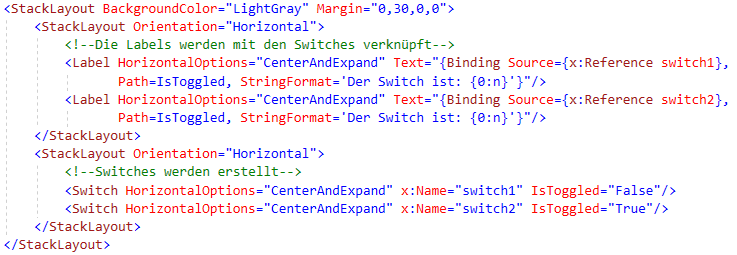 <StackLayout BackgroundColor="LightGray" Margin="0,30,0,0">
    <StackLayout Orientation="Horizontal">
        <!--Die Labels werden mit den Switches verknüpft-->
        <Label HorizontalOptions="CenterAndExpand" Text="{Binding Source={x:Reference switch1},
               Path=IsToggled, StringFormat='Der Switch ist: {0:n}'}"/>
        <Label HorizontalOptions="CenterAndExpand" Text="{Binding Source={x:Reference switch2},
               Path=IsToggled, StringFormat='Der Switch ist: {0:n}'}"/>
    </StackLayout>
    <StackLayout Orientation="Horizontal">
        <!--Switches werden erstellt-->
        <Switch HorizontalOptions="CenterAndExpand" x:Name="switch1" IsToggled="False"/>
        <Switch HorizontalOptions="CenterAndExpand" x:Name="switch2" IsToggled="True"/>
    </StackLayout>
</StackLayout>